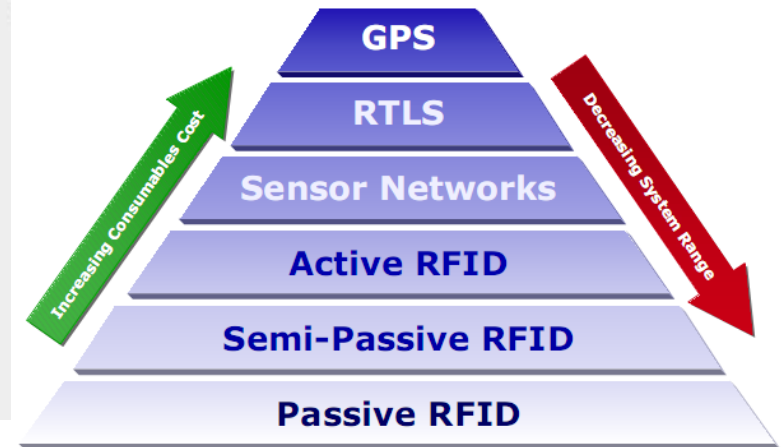 GPS
RTLS
Sensor Networks
Active RFID
Semi-Passive RFID
Passive RFID
Increasing Consumables Cost
Decreasing System Range